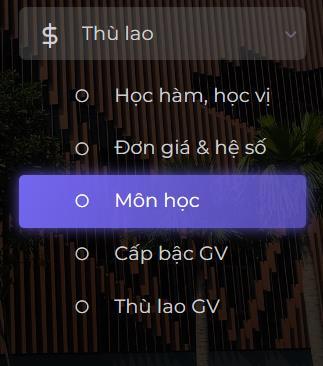 $ Thù lao
Học hàm, học vị
Đơn giá & hệ số
Môn học
Cấp bậc GV
Thù lao GV